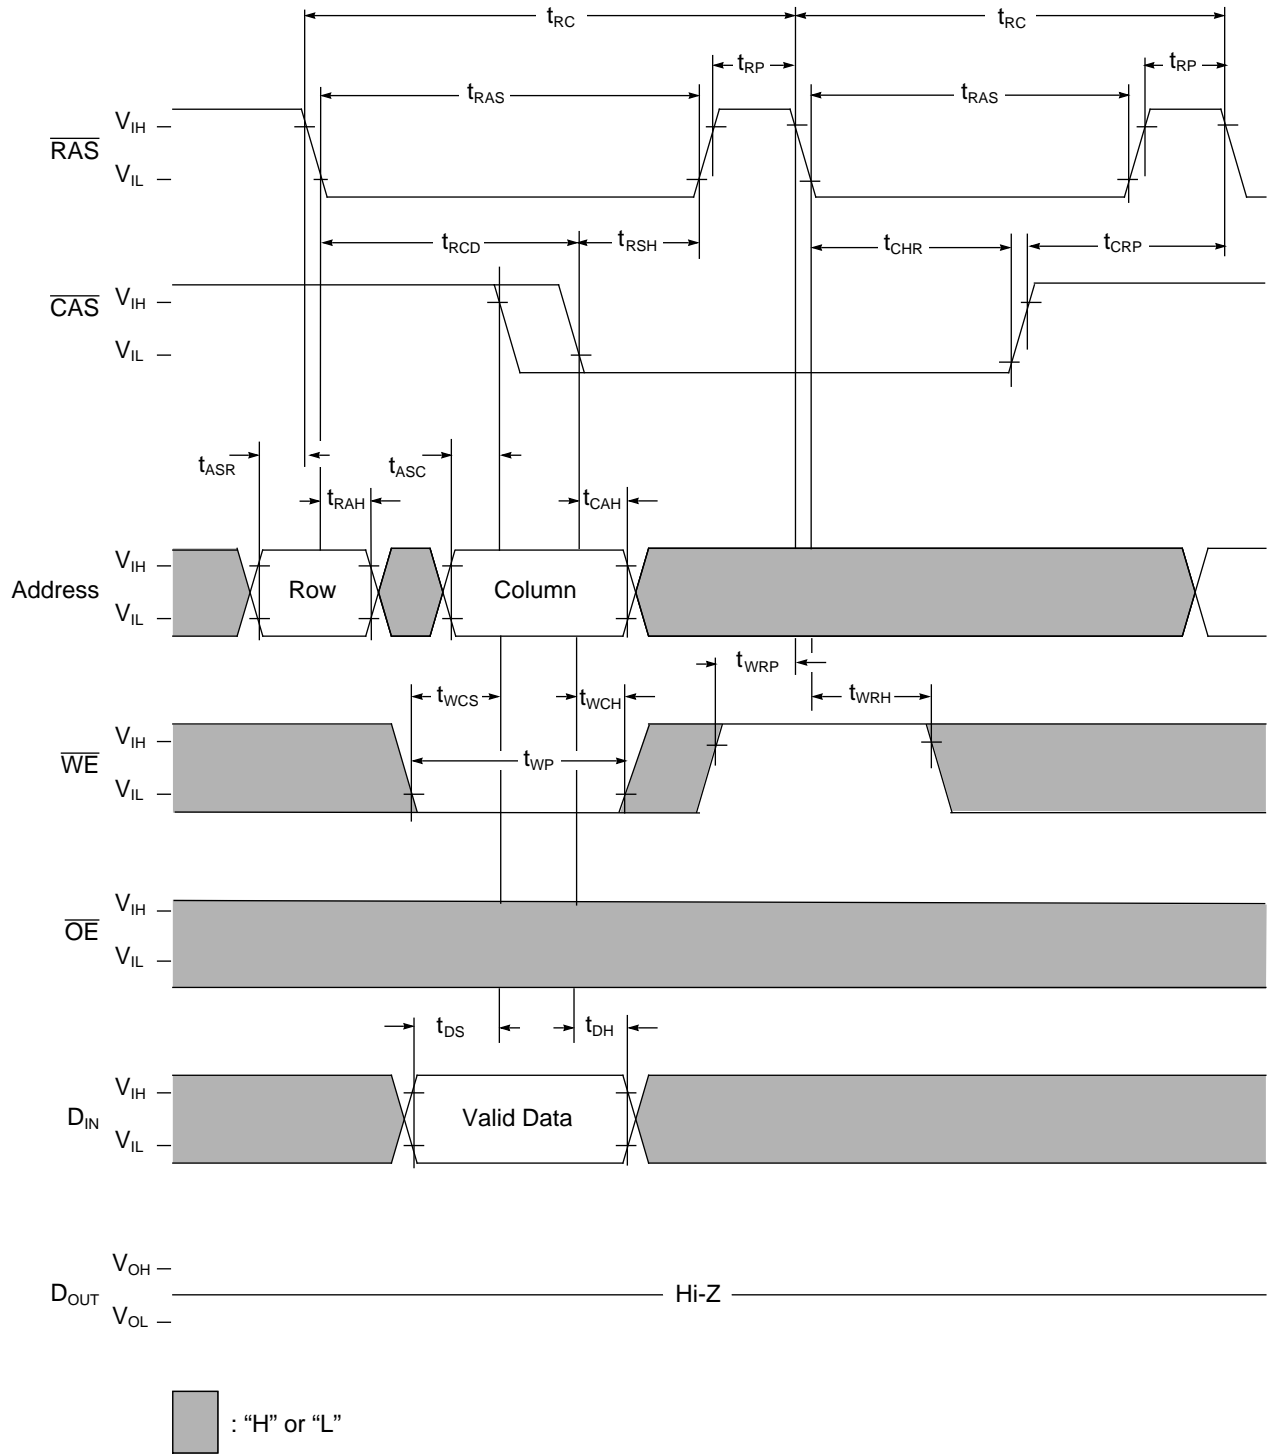 tRC tRC
tRP tRP
tRAS tRAS
VIH
RAS
VIL
tRCD tRSH tCHR tCRP
VIH
CAS
VIL
tASR tASC
tRAH tCAH
VIH
Address Row Column
VIL
tWRP
tWCS tWCH tWRH
VIH
WE tWP
VIL
VIH
OE
VIL
tDS tDH
VIH
DIN Valid Data
VIL
VOH
DOUT Hi-Z
VOL
: “H” or “L”